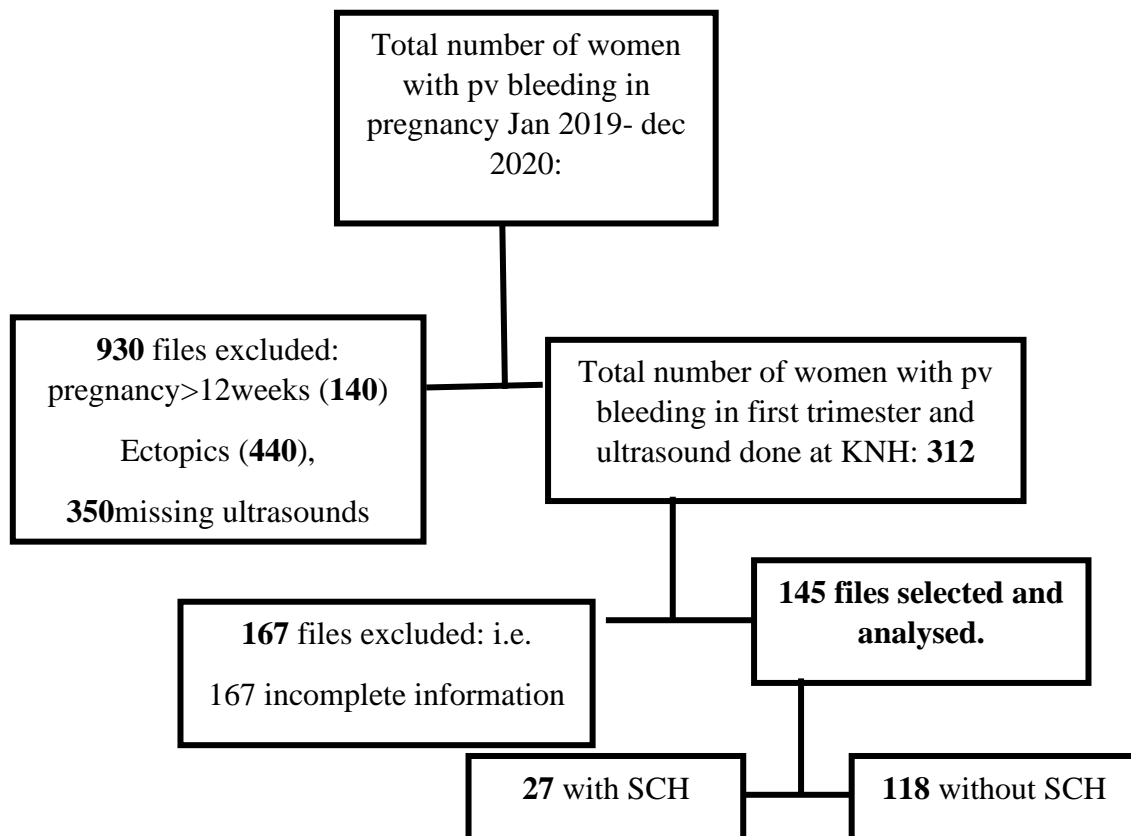 Total number of women
with pv bleeding in
pregnancy Jan 2019- dec
2020:
930 files excluded:
pregnancy>12weeks (140)
Ectopics (440),
350missing ultrasounds
Total number of women with pv
bleeding in first trimester and
ultrasound done at KNH: 312
167 files excluded: i.e.
167 incomplete information
145 files selected and
analysed.
27 with SCH
118 without SCH